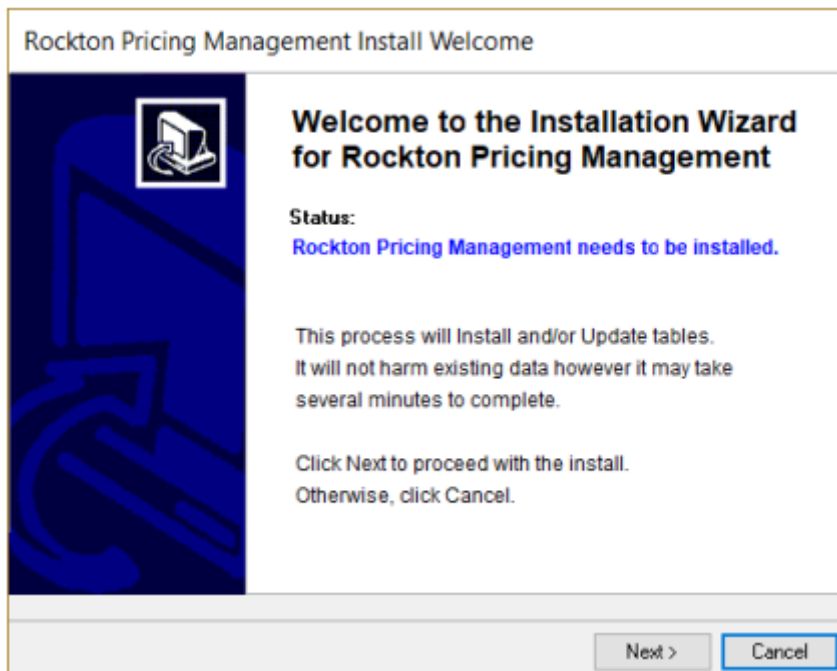 Rockton Pricing Management Install Welcome
Welcome to the Installation Wizard
for Rockton Pricing Management
Status:
Rockton Pricing Management needs to be installed.
This process will Install and/or Update tables.
It will not harm existing data however it may take
several minutes to complete.
Click Next to proceed with the install.
Otherwise, click Cancel.
Next >
Cancel